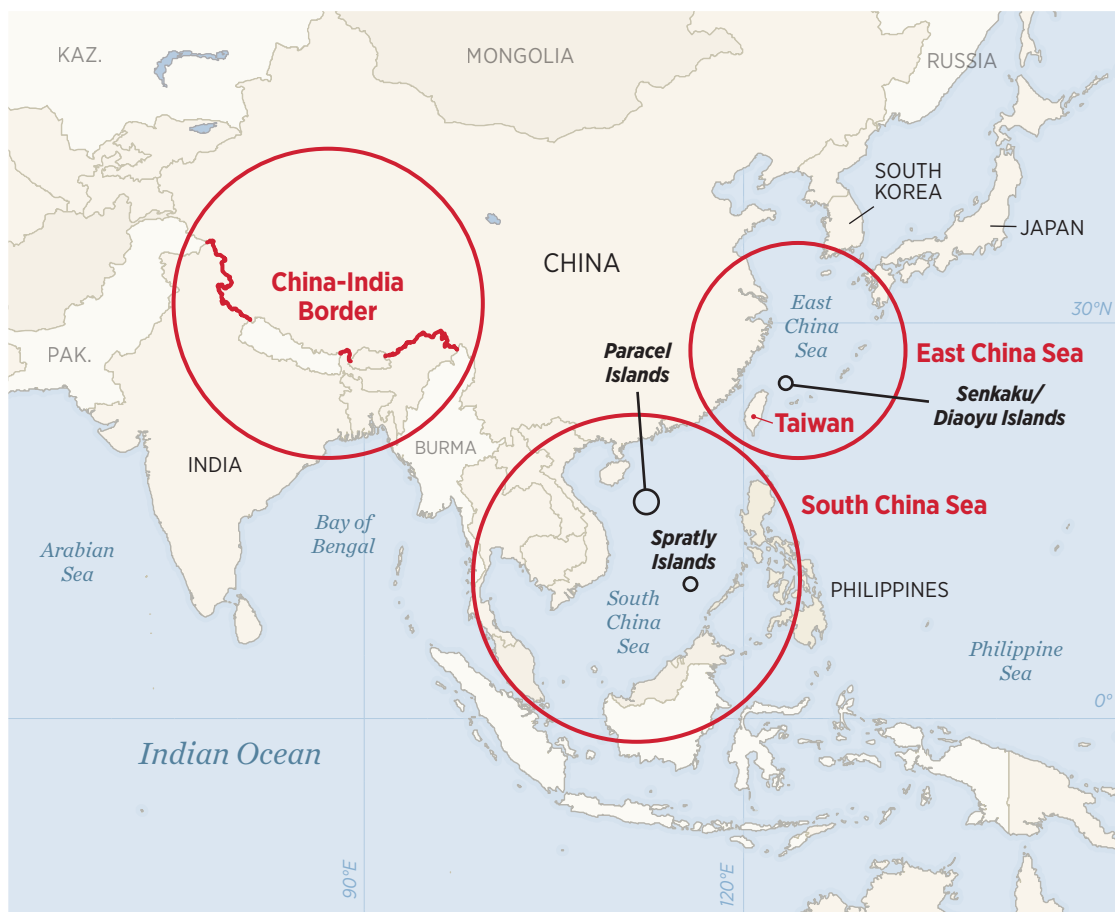 KAZ.
MONGOLIA
RUSSIA
SOUTH
KOREA
JAPAN
CHINA
China-India
Border
East
China
Sea
30°N
PAK.
Paracel
Islands
East China Sea
Senkaku/
Diaoyu Islands
Taiwan
BURMA
INDIA
South China Sea
Bay of
Bengal
Arabian
Sea
Spratly
Islands
PHILIPPINES
South
China
Sea
Philippine
Sea
0°
Indian Ocean
90°E
120°E